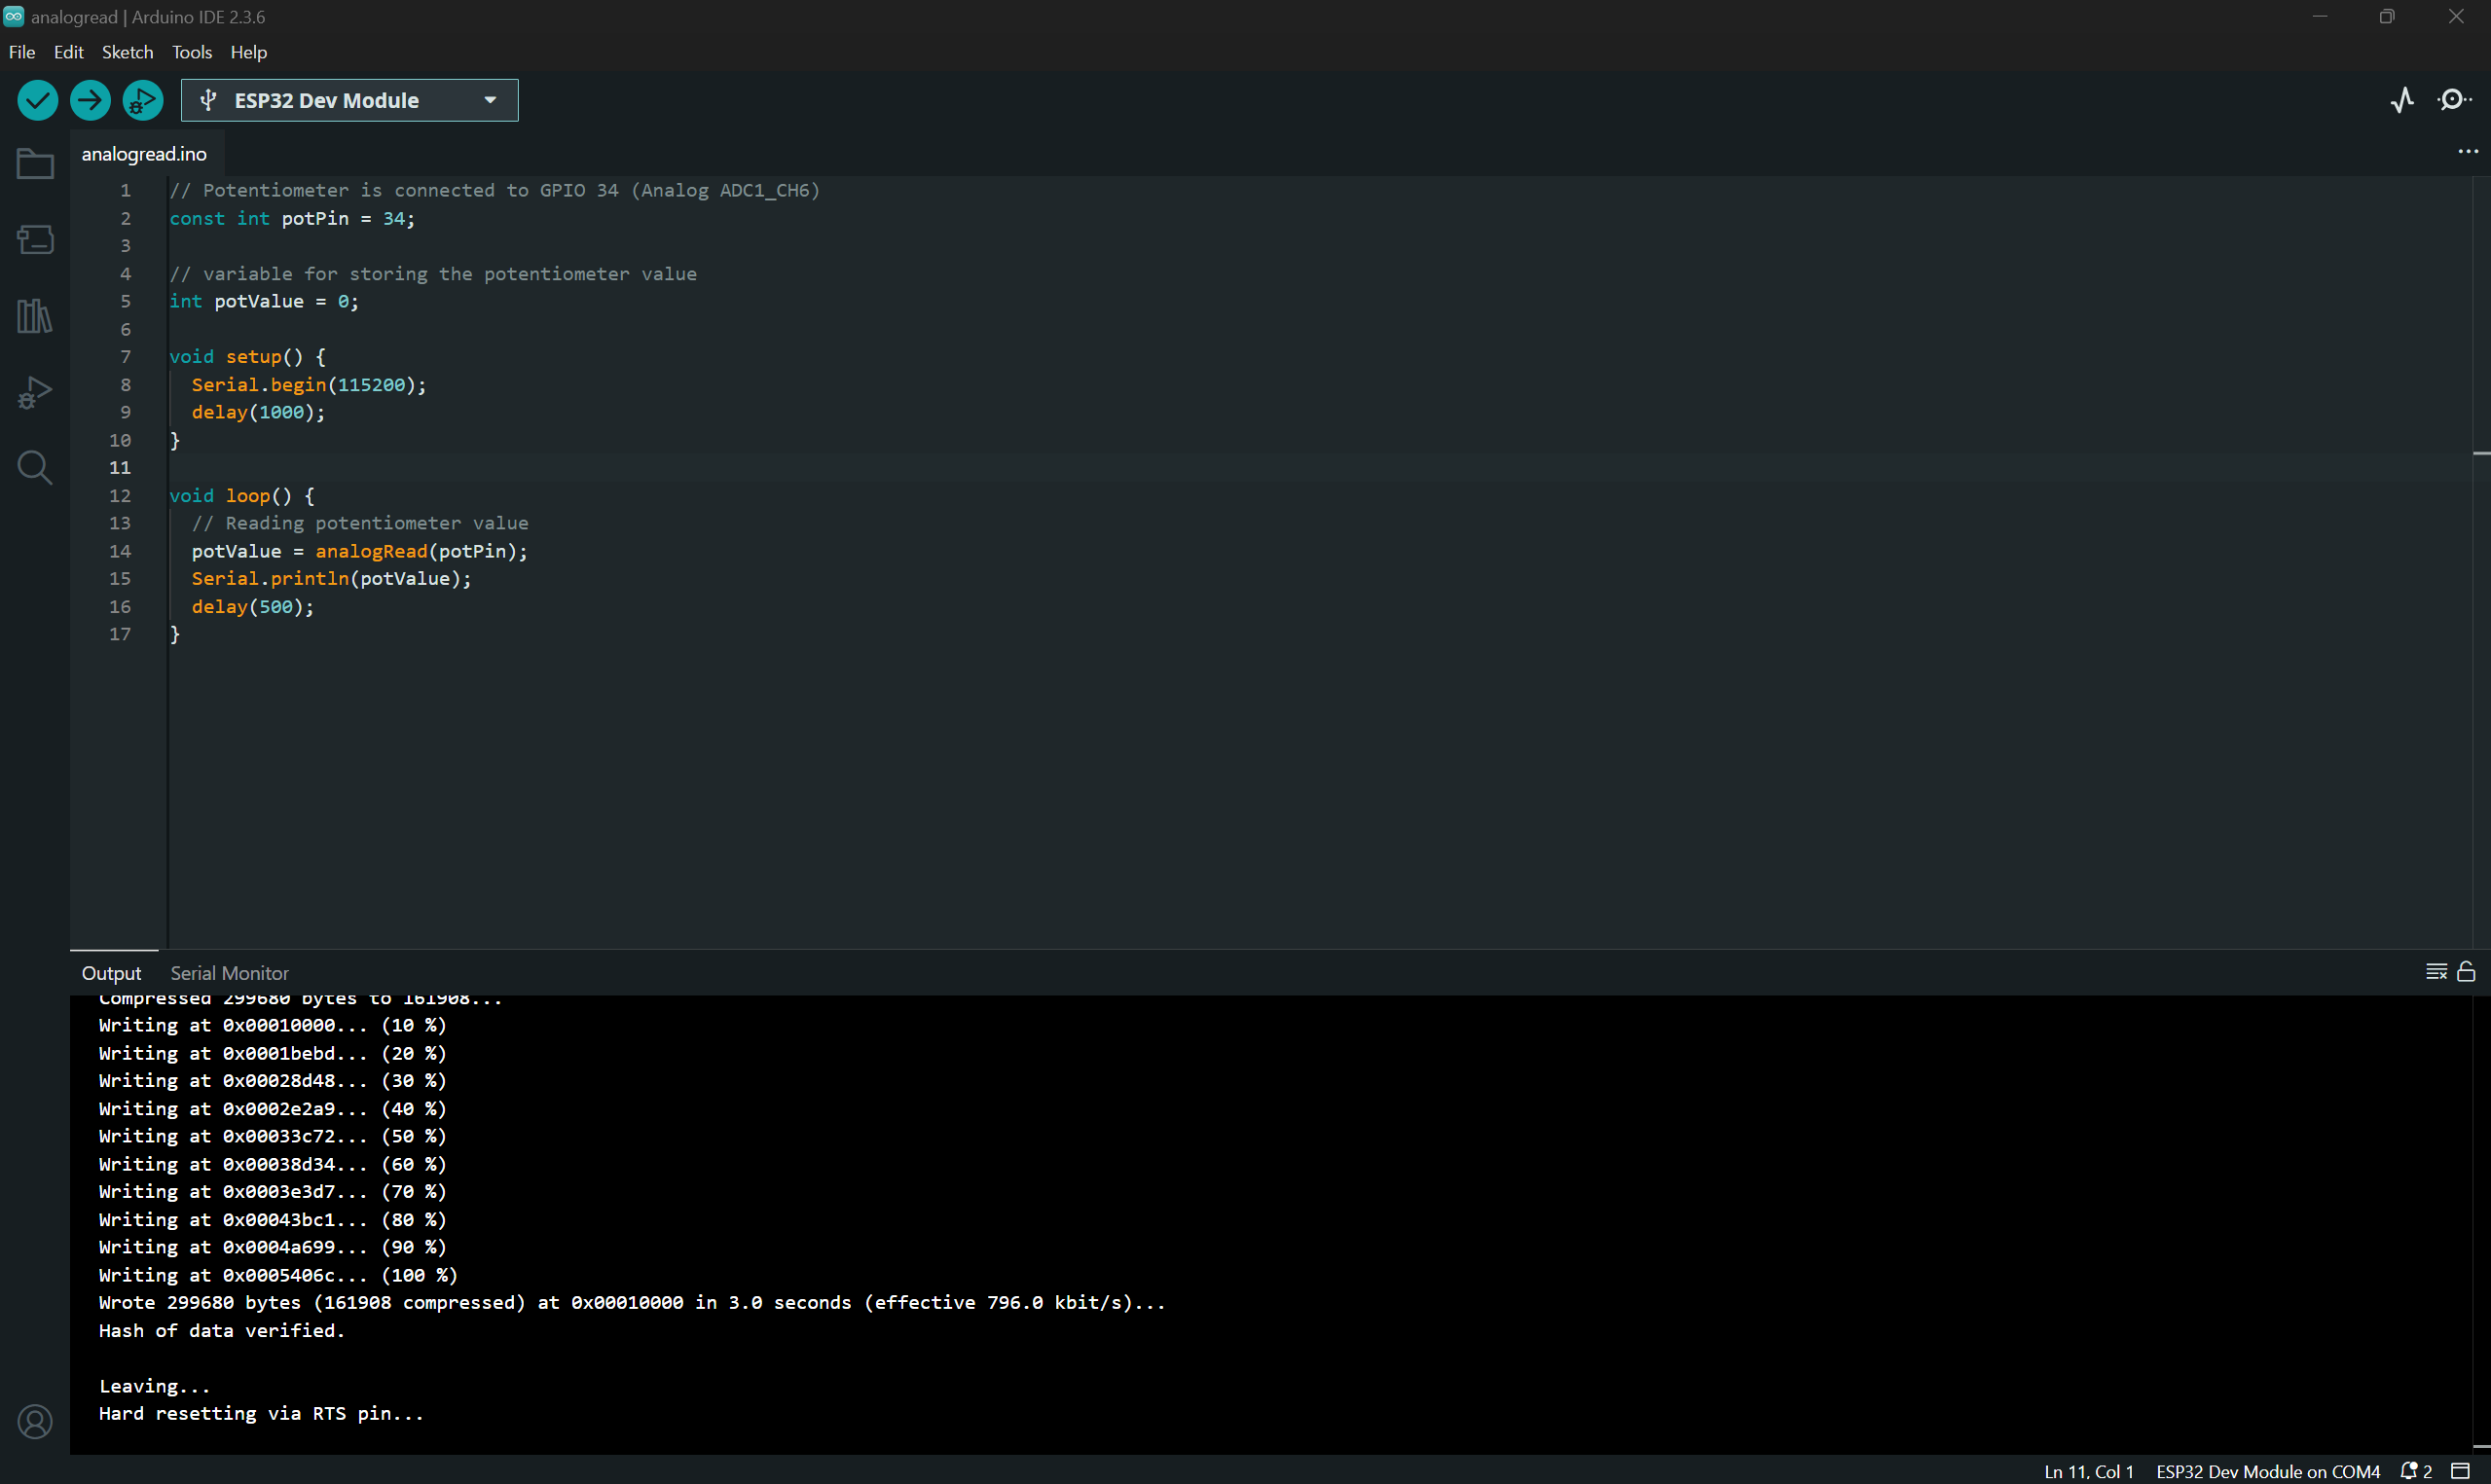 analogread | Arduino IDE 2.3.6
File Edit Sketch Tools Help
ESP32 Dev Module
analogread.ino
1 // Potentiometer is connected to GPIO 34 (Analog ADC1_CH6)
2 const int potPin = 34;
3
4 // variable for storing the potentiometer value
5 int potValue = 0;
6
7 void setup() {
8 Serial.begin(115200);
9 delay(1000);
10 }
11
12 void loop() {
13 // Reading potentiometer value
14 potValue = analogRead(potPin);
15 Serial.println(potValue);
16 delay(500);
17 }
Output Serial Monitor
Compressed 299680 bytes to 161908...
Writing at 0x00010000... (10 %)
Writing at 0x0001bebd... (20 %)
Writing at 0x00028d48... (30 %)
Writing at 0x0002e2a9... (40 %)
Writing at 0x00033c72... (50 %)
Writing at 0x00038d34... (60 %)
Writing at 0x0003e3d7... (70 %)
Writing at 0x00043bc1... (80 %)
Writing at 0x0004a699... (90 %)
Writing at 0x0005406c... (100 %)
Wrote 299680 bytes (161908 compressed) at 0x00010000 in 3.0 seconds (effective 796.0 kbit/s)...
Hash of data verified.
Leaving...
Hard resetting via RTS pin...
Ln 11, Col 1 ESP32 Dev Module on COM4 2